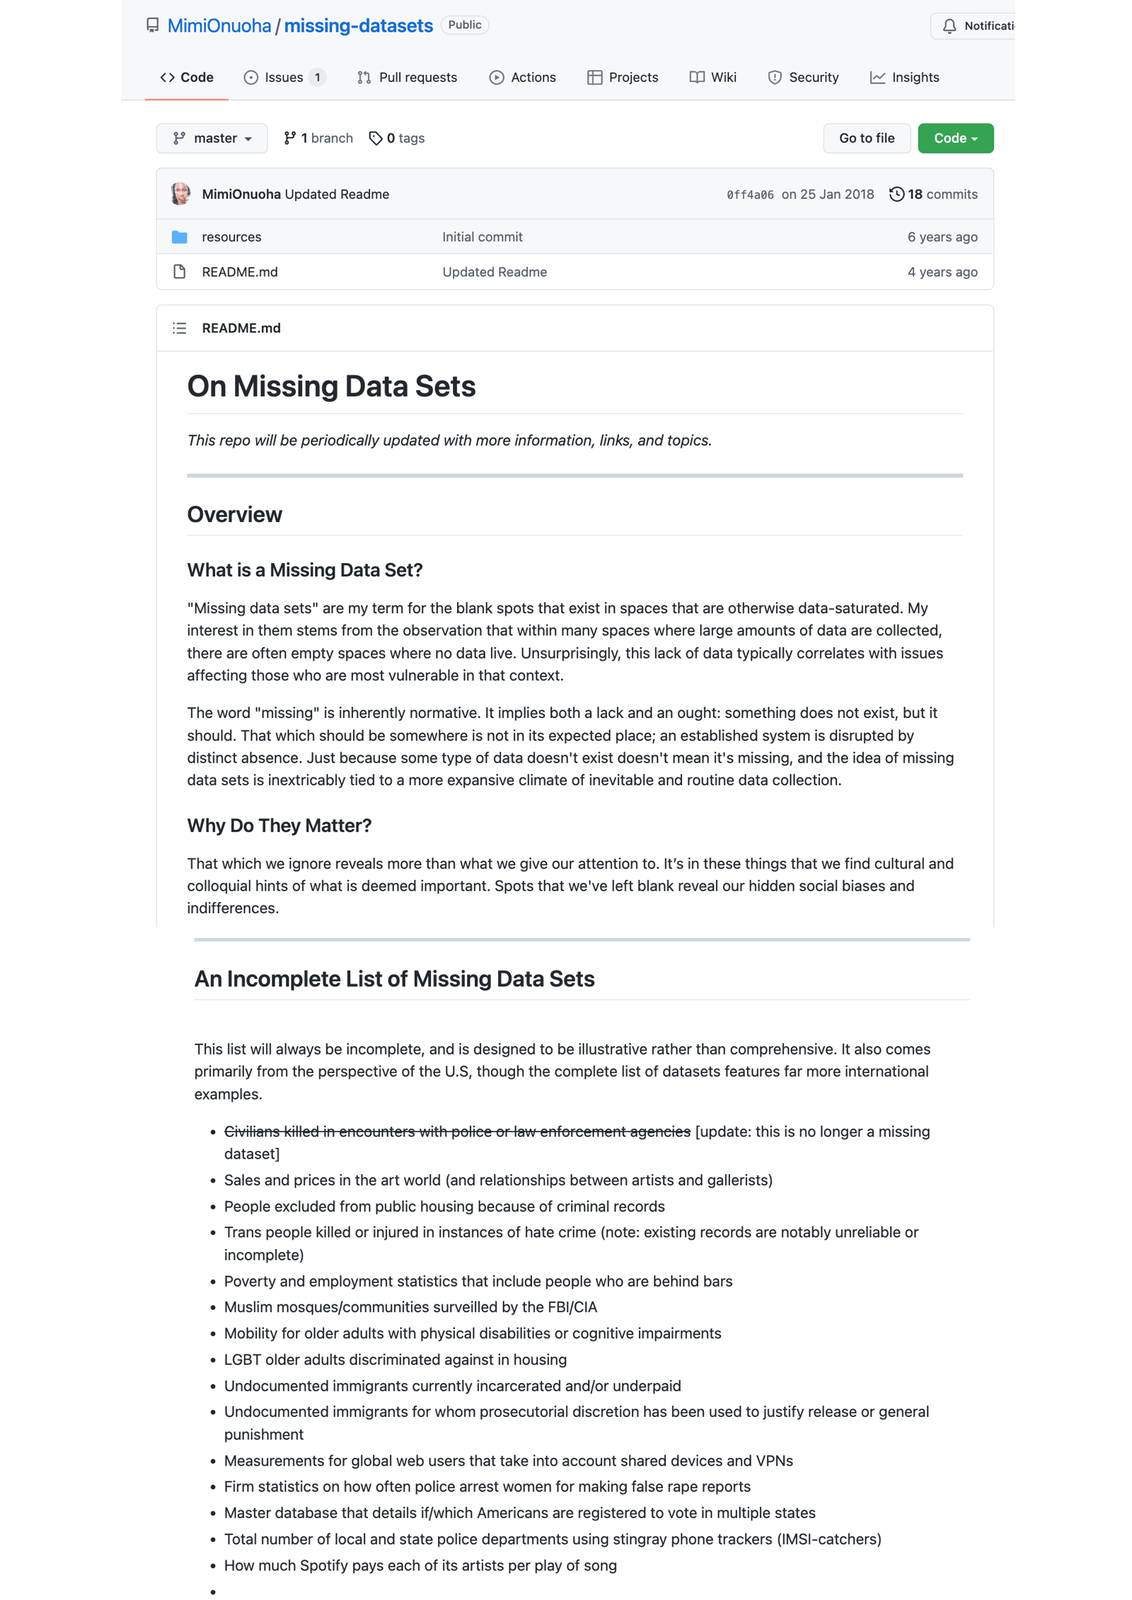 MimiOnuoha / missing-datasets Public
Notificati
Code Issues 1 Pull requests Actions Projects Wiki Security Insights
master 1 branch 0 tags Go to file Code
MimiOnuoha Updated Readme 0ff4a06 on 25 Jan 2018 18 commits
resources Initial commit 6 years ago
README.md Updated Readme 4 years ago
README.md
On Missing Data Sets
This repo will be periodically updated with more information, links, and topics.
Overview
What is a Missing Data Set?
"Missing data sets" are my term for the blank spots that exist in spaces that are otherwise data-saturated. My
interest in them stems from the observation that within many spaces where large amounts of data are collected,
there are often empty spaces where no data live. Unsurprisingly, this lack of data typically correlates with issues
affecting those who are most vulnerable in that context.
The word "missing" is inherently normative. It implies both a lack and an ought: something does not exist, but it
should. That which should be somewhere is not in its expected place; an established system is disrupted by
distinct absence. Just because some type of data doesn't exist doesn't mean it's missing, and the idea of missing
data sets is inextricably tied to a more expansive climate of inevitable and routine data collection.
Why Do They Matter?
That which we ignore reveals more than what we give our attention to. It’s in these things that we find cultural and
colloquial hints of what is deemed important. Spots that we've left blank reveal our hidden social biases and
indifferences.
An Incomplete List of Missing Data Sets
This list will always be incomplete, and is designed to be illustrative rather than comprehensive. It also comes
primarily from the perspective of the U.S, though the complete list of datasets features far more international
examples.
• Civilians killed in encounters with police or law enforcement agencies [update: this is no longer a missing
dataset]
• Sales and prices in the art world (and relationships between artists and gallerists)
• People excluded from public housing because of criminal records
• Trans people killed or injured in instances of hate crime (note: existing records are notably unreliable or
incomplete)
• Poverty and employment statistics that include people who are behind bars
• Muslim mosques/communities surveilled by the FBI/CIA
• Mobility for older adults with physical disabilities or cognitive impairments
• LGBT older adults discriminated against in housing
• Undocumented immigrants currently incarcerated and/or underpaid
• Undocumented immigrants for whom prosecutorial discretion has been used to justify release or general
punishment
• Measurements for global web users that take into account shared devices and VPNs
• Firm statistics on how often police arrest women for making false rape reports
• Master database that details if/which Americans are registered to vote in multiple states
• Total number of local and state police departments using stingray phone trackers (IMSI-catchers)
• How much Spotify pays each of its artists per play of song
•